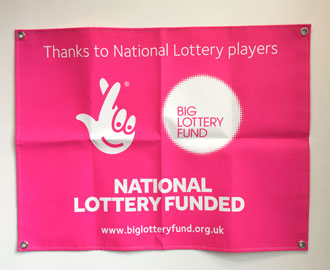 Thanks to National Lottery players
®
BIG
LOTTERY
FUND
NATIONAL
LOTTERY FUNDED
www.biglotteryfund.org.uk